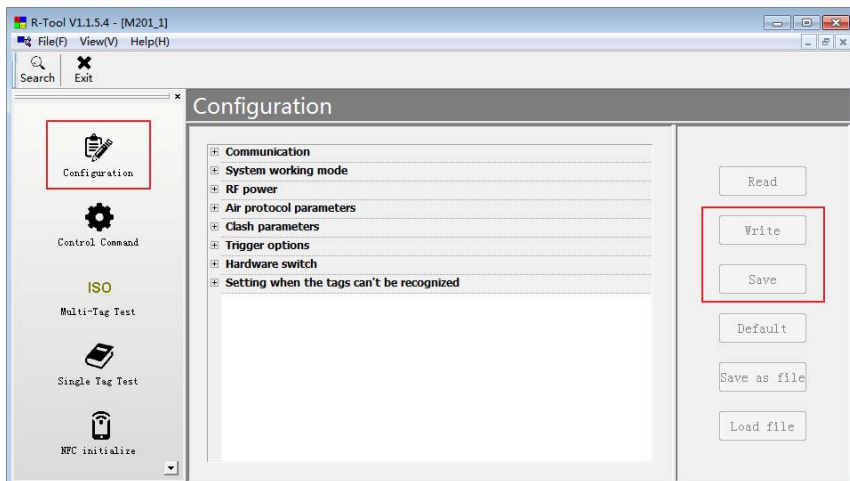 R-Tool V1.1.5.4 - [M201_1]
File(F) View(V) Help(H)
Search Exit
Configuration
Configuration
Control Command
ISO
Multi-Tag Test
Single Tag Test
NFC initialize
Communication
System working mode
RF power
Air protocol parameters
Clash parameters
Trigger options
Hardware switch
Setting when the tags can't be recognized
Read
Write
Save
Default
Save as file
Load file